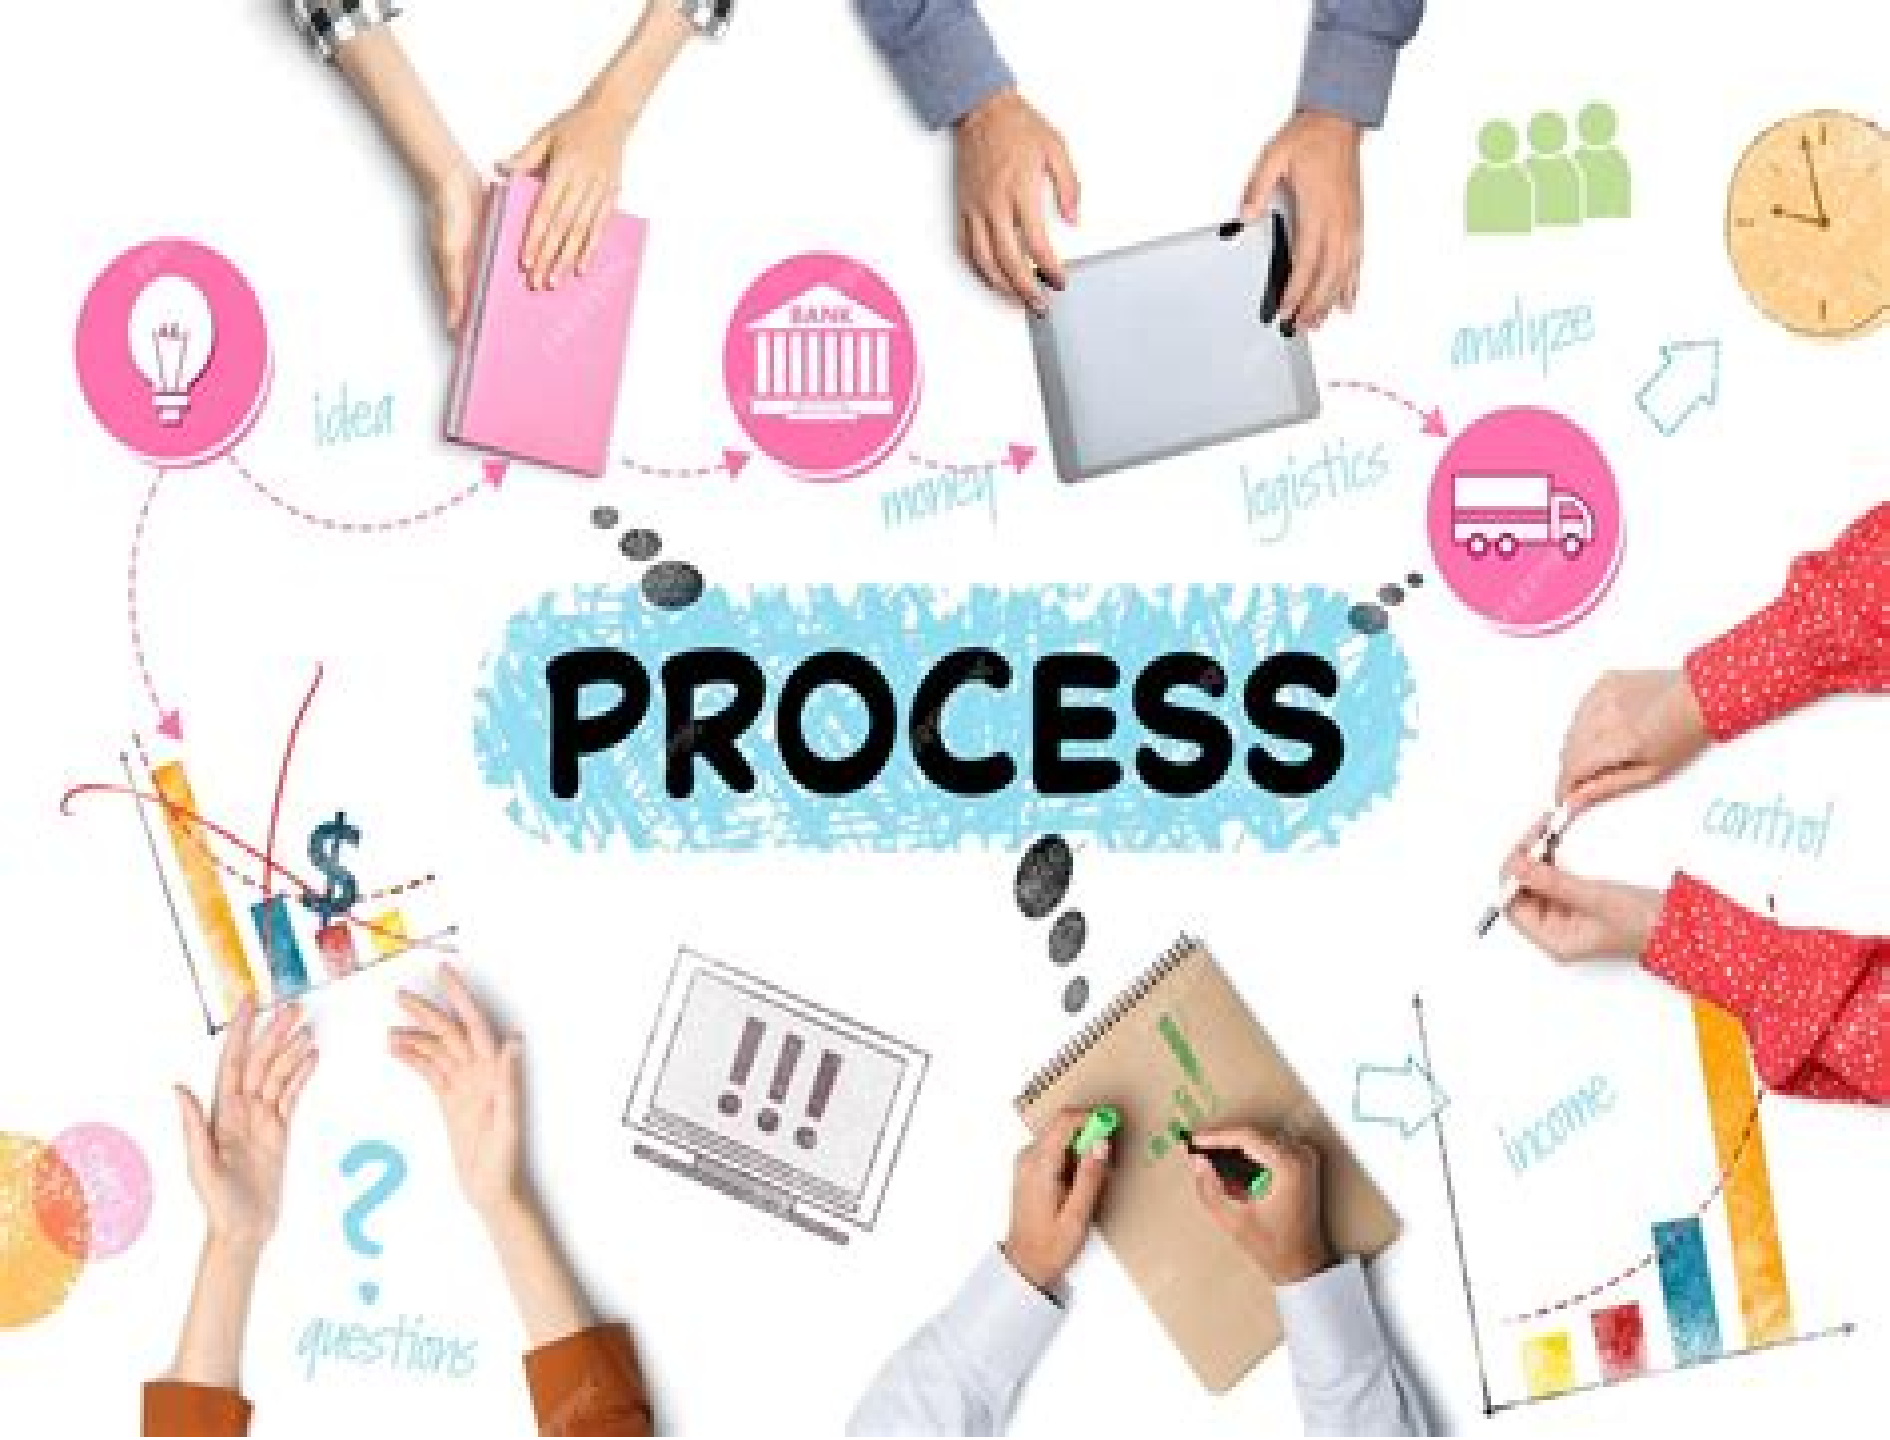 BANK
analyze
idea
money
logistics
PROCESS
control
$
!!!
income
?
questions